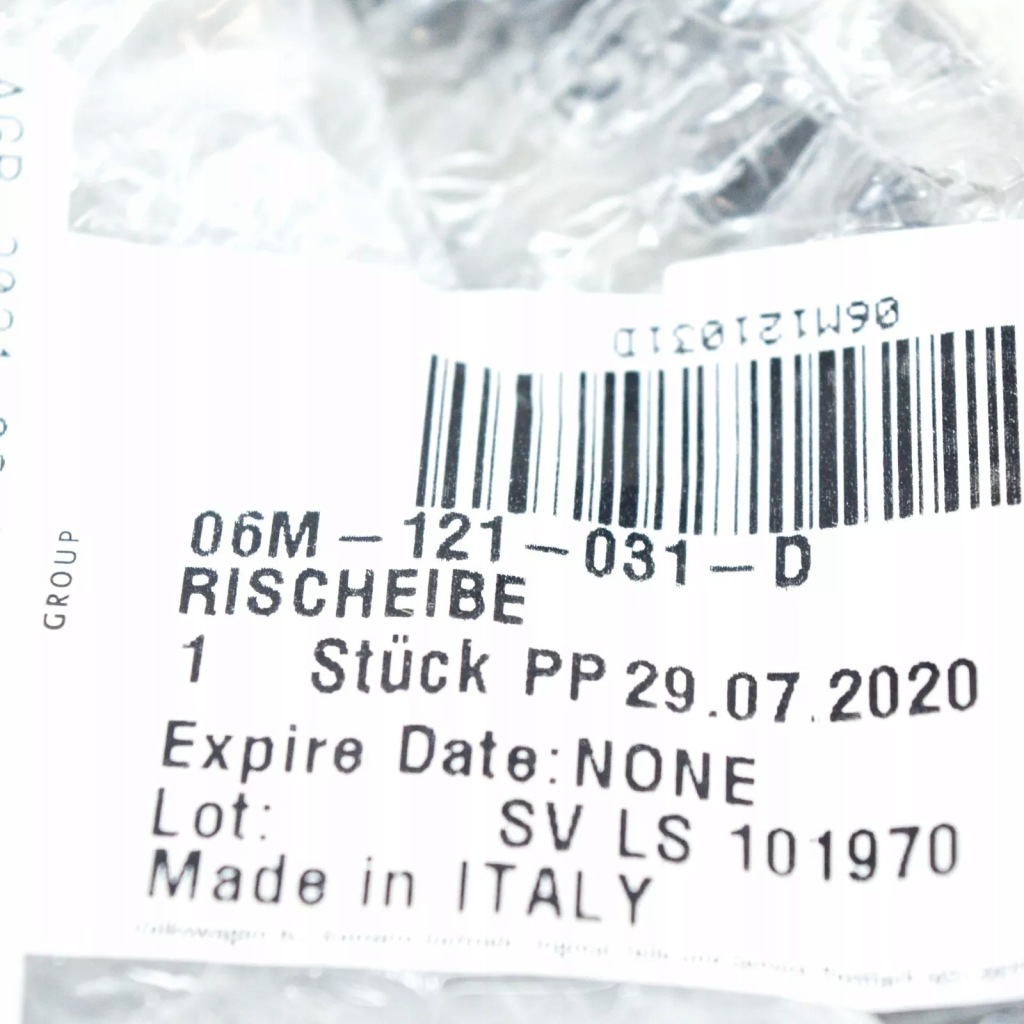 06M121031D
06M-121-031-D
RISCHEIBE
1 Stück PP 29.07.2020
Expire Date:NONE
Lot: SV LS 101970
Made in ITALY
GROUP